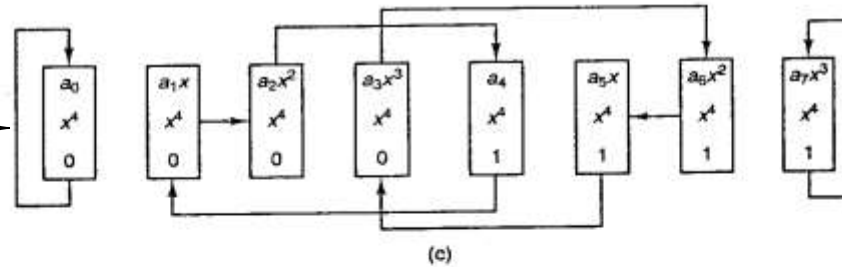 a₀ a₁x a₂x² a₃x³ a₄ a₅x a₆x² a₇x³
x⁴ x⁴ x⁴ x⁴ x⁴ x⁴ x⁴ x⁴
0 0 0 0 1 1 1 1
(c)